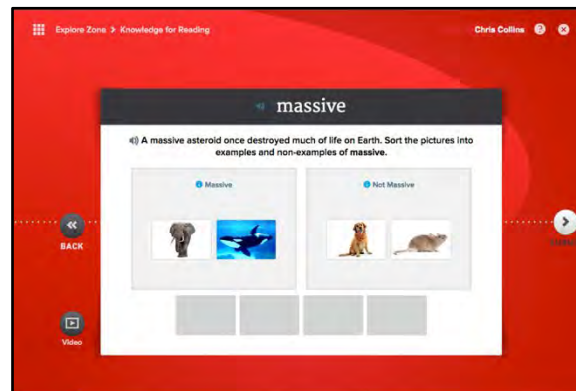 Explore Zone > Knowledge for Reading
Chris Collins
massive
A massive asteroid once destroyed much of life on Earth. Sort the pictures into
examples and non-examples of massive.
Massive
Not Massive
BACK
Video